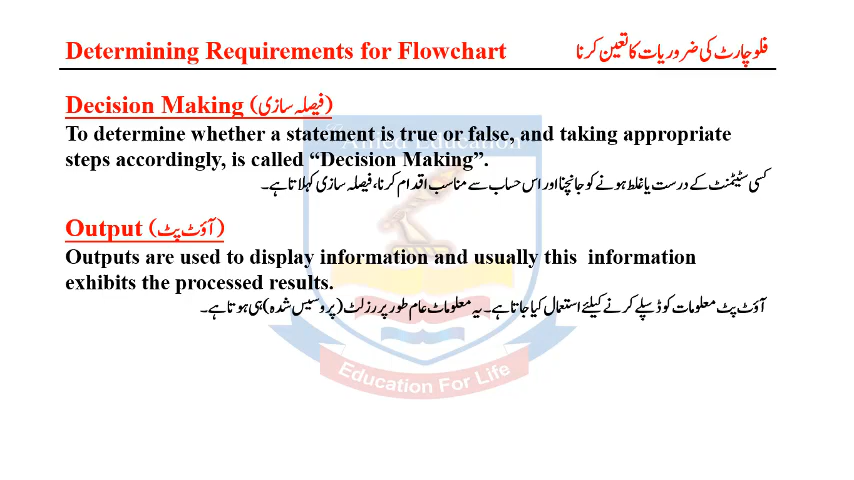 Determining Requirements for Flowchart فلو چارٹ کی ضروریات کا تعین کرنا
Decision Making (فیصلہ سازی)
To determine whether a statement is true or false, and taking appropriate
steps accordingly, is called “Decision Making”.
کسی سٹیٹمنٹ کے درست یا غلط ہونے کو جانچنا اور اس حساب سے مناسب اقدام کرنا، فیصلہ سازی کہلاتا ہے۔
Output (آؤٹ پٹ)
Outputs are used to display information and usually this information
exhibits the processed results.
آؤٹ پٹ معلومات کو ڈسپلے کرنے کیلئے استعمال کیا جاتا ہے۔ یہ معلومات عام طور پر رزلٹ (پروسیس شدہ) ہی ہوتا ہے۔
Allied Education
Education For Life